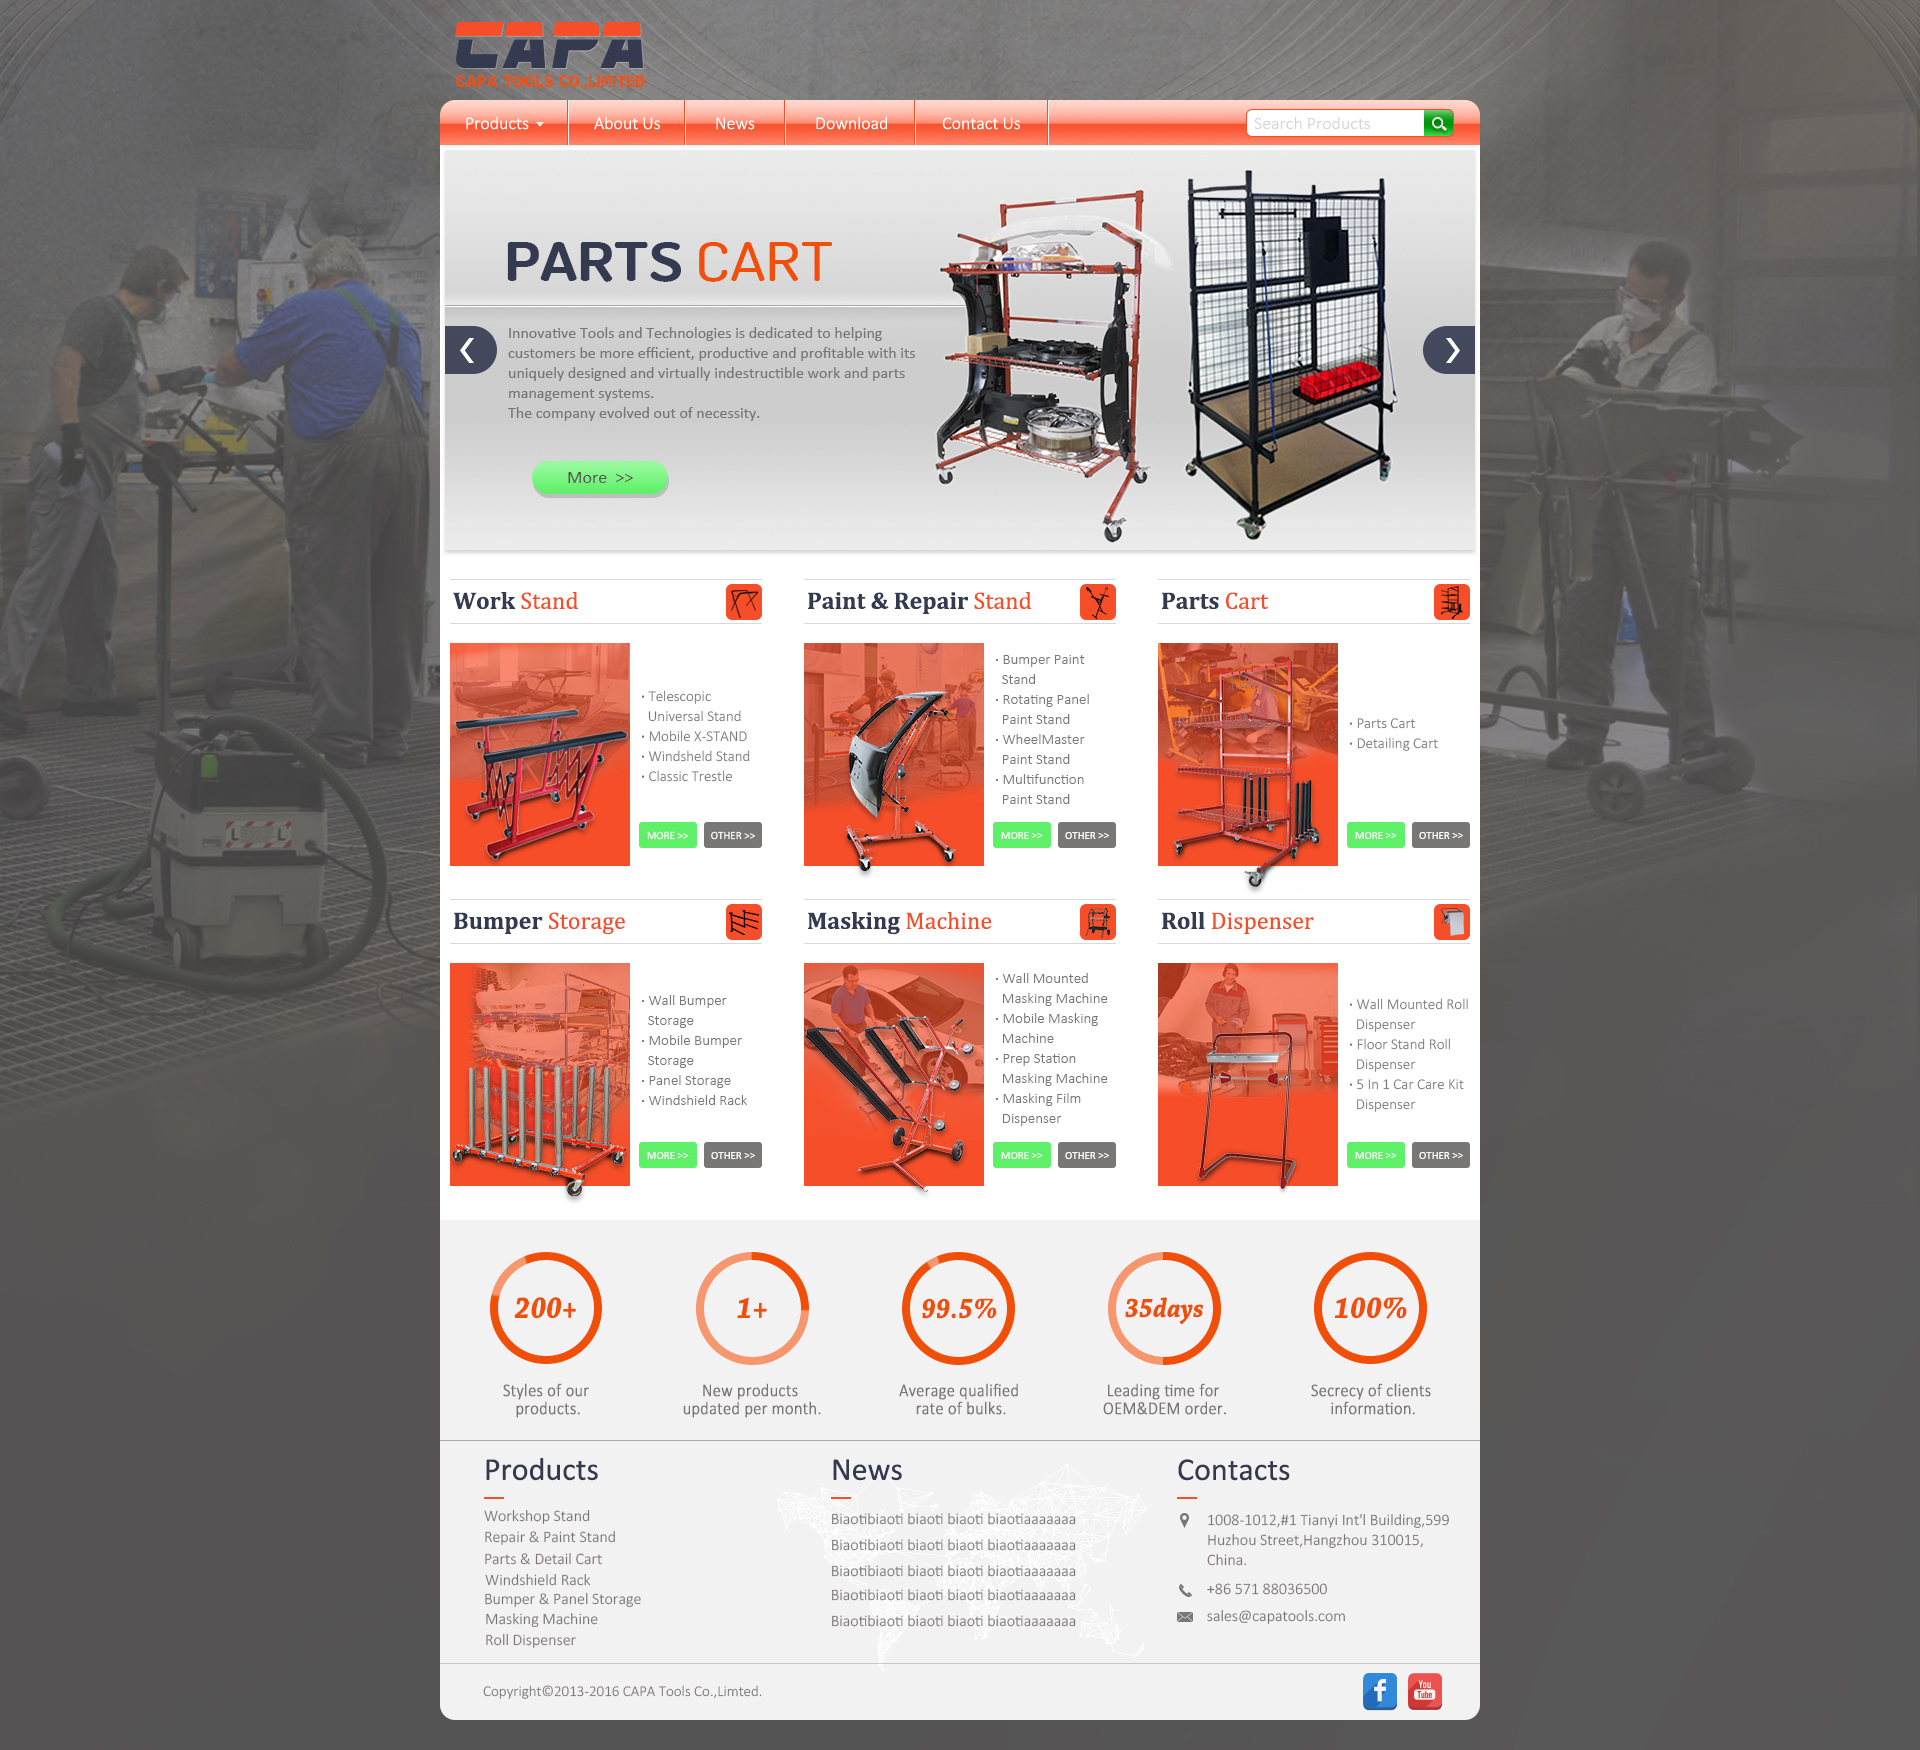 CAPA
CAPA TOOLS CO.,LIMITED
Products
About Us
News
Download
Contact Us
Search Products
PARTS CART
Innovative Tools and Technologies is dedicated to helping
customers be more efficient, productive and profitable with its
uniquely designed and virtually indestructible work and parts
management systems.
The company evolved out of necessity.
More >>
Work Stand
· Telescopic
Universal Stand
· Mobile X-STAND
· Windsheld Stand
· Classic Trestle
MORE >>
OTHER >>
Paint & Repair Stand
· Bumper Paint
Stand
· Rotating Panel
Paint Stand
· WheelMaster
Paint Stand
· Multifunction
Paint Stand
MORE >>
OTHER >>
Parts Cart
· Parts Cart
· Detailing Cart
MORE >>
OTHER >>
Bumper Storage
· Wall Bumper
Storage
· Mobile Bumper
Storage
· Panel Storage
· Windshield Rack
MORE >>
OTHER >>
Masking Machine
· Wall Mounted
Masking Machine
· Mobile Masking
Machine
· Prep Station
Masking Machine
· Masking Film
Dispenser
MORE >>
OTHER >>
Roll Dispenser
· Wall Mounted Roll
Dispenser
· Floor Stand Roll
Dispenser
· 5 In 1 Car Care Kit
Dispenser
MORE >>
OTHER >>
200+
Styles of our
products.
1+
New products
updated per month.
99.5%
Average qualified
rate of bulks.
35days
Leading time for
OEM&DEM order.
100%
Secrecy of clients
information.
Products
Workshop Stand
Repair & Paint Stand
Parts & Detail Cart
Windshield Rack
Bumper & Panel Storage
Masking Machine
Roll Dispenser
News
Biaotibiaoti biaoti biaoti biaotiaaaaaaa
Biaotibiaoti biaoti biaoti biaotiaaaaaaa
Biaotibiaoti biaoti biaoti biaotiaaaaaaa
Biaotibiaoti biaoti biaoti biaotiaaaaaaa
Biaotibiaoti biaoti biaoti biaotiaaaaaaa
Contacts
1008-1012,#1 Tianyi Int'l Building,599
Huzhou Street,Hangzhou 310015,
China.
+86 571 88036500
sales@capatools.com
Copyright©2013-2016 CAPA Tools Co.,Limted.
f
You
Tube